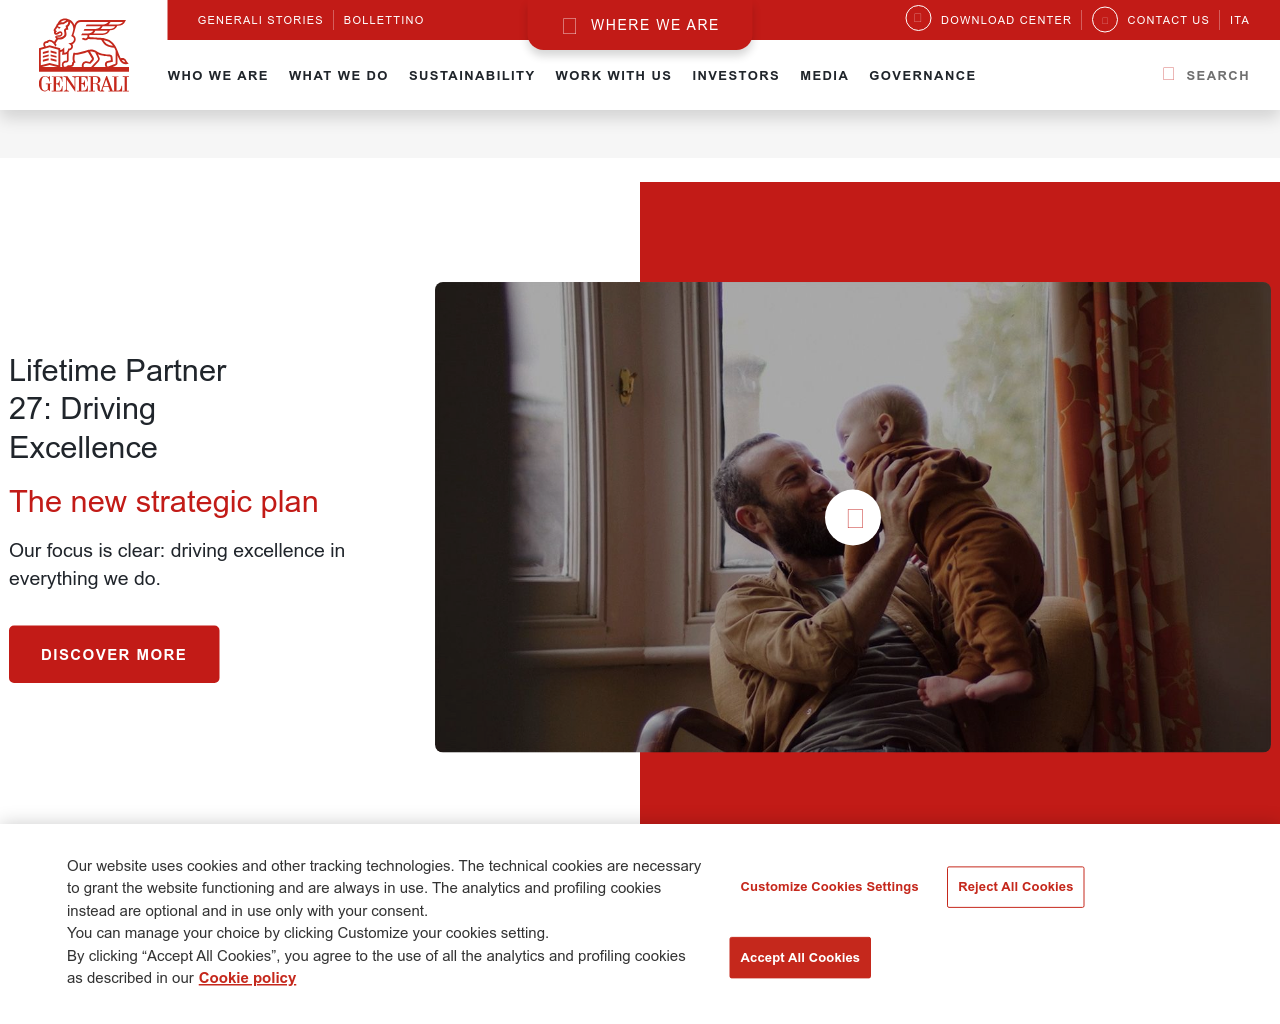 GENERALI STORIES
BOLLETTINO
WHERE WE ARE
DOWNLOAD CENTER
CONTACT US
ITA
GENERALI
WHO WE ARE
WHAT WE DO
SUSTAINABILITY
WORK WITH US
INVESTORS
MEDIA
GOVERNANCE
SEARCH
Lifetime Partner
27: Driving
Excellence
The new strategic plan
Our focus is clear: driving excellence in
everything we do.
DISCOVER MORE
Our website uses cookies and other tracking technologies. The technical cookies are necessary
to grant the website functioning and are always in use. The analytics and profiling cookies
instead are optional and in use only with your consent.
You can manage your choice by clicking Customize your cookies setting.
By clicking “Accept All Cookies”, you agree to the use of all the analytics and profiling cookies
as described in our Cookie policy
Customize Cookies Settings
Reject All Cookies
Accept All Cookies